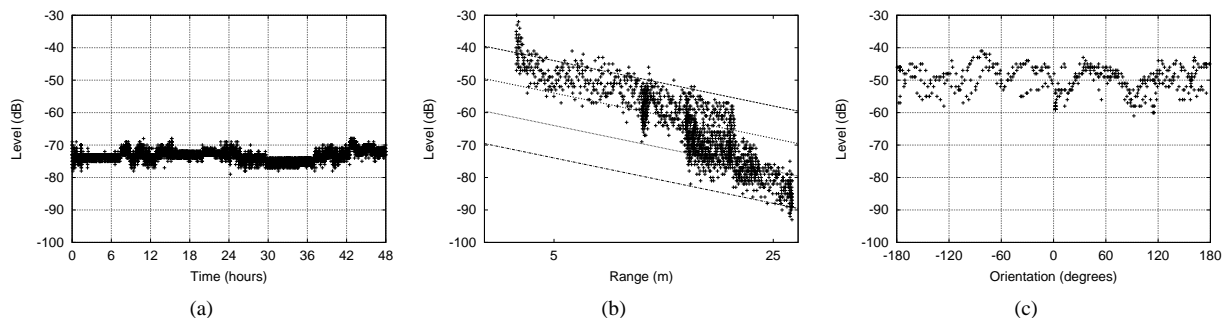 -30
-40
-50
-60
-70
-80
-90
-100
Level (dB)
0 6 12 18 24 30 36 42 48
Time (hours)
(a)
-30
-40
-50
-60
-70
-80
-90
-100
Level (dB)
5 25
Range (m)
(b)
-30
-40
-50
-60
-70
-80
-90
-100
Level (dB)
-180 -120 -60 0 60 120 180
Orientation (degrees)
(c)